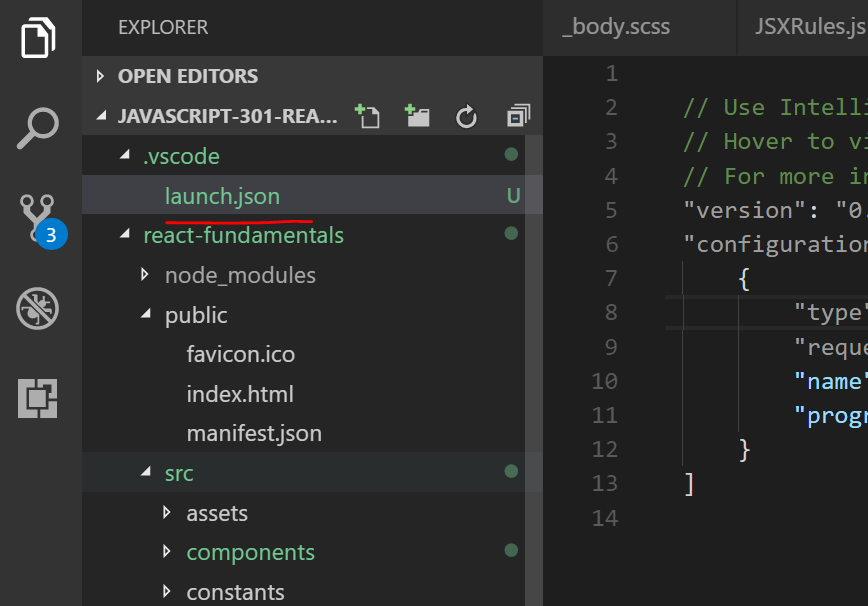 EXPLORER
OPEN EDITORS
JAVASCRIPT-301-REA...
.vscode
launch.json U
react-fundamentals
3
node_modules
public
favicon.ico
index.html
manifest.json
src
assets
components
constants
_body.scss JSXRules.js
1
2 // Use Intelli
3 // Hover to vi
4 // For more in
5 "version": "0.
6 "configuration
7 {
8 "type"
9 "reque
10 "name"
11 "progr
12 }
13 ]
14